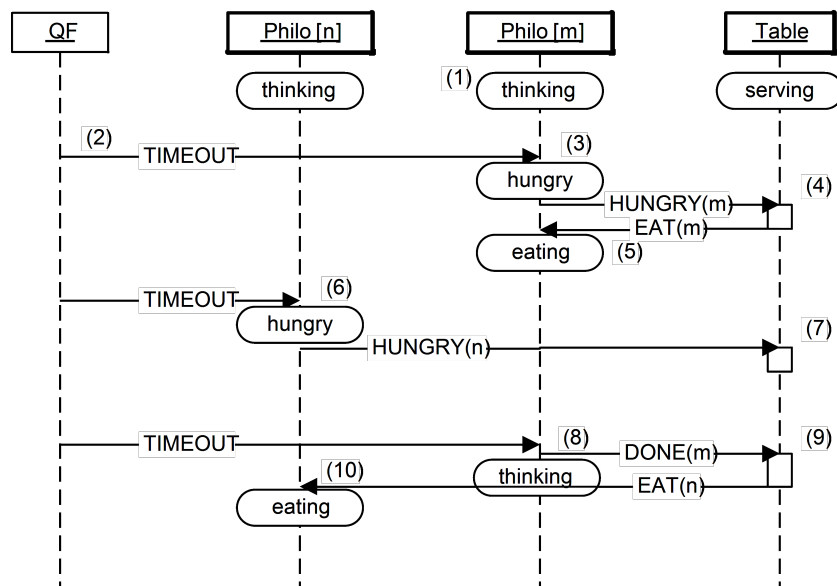 QF Philo [n] Philo [m] Table
thinking (1) thinking serving
(2) TIMEOUT (3)
hungry (4)
HUNGRY(m)
EAT(m)
eating (5)
TIMEOUT (6)
hungry (7)
HUNGRY(n)
TIMEOUT (8) DONE(m) (9)
(10) thinking EAT(n)
eating